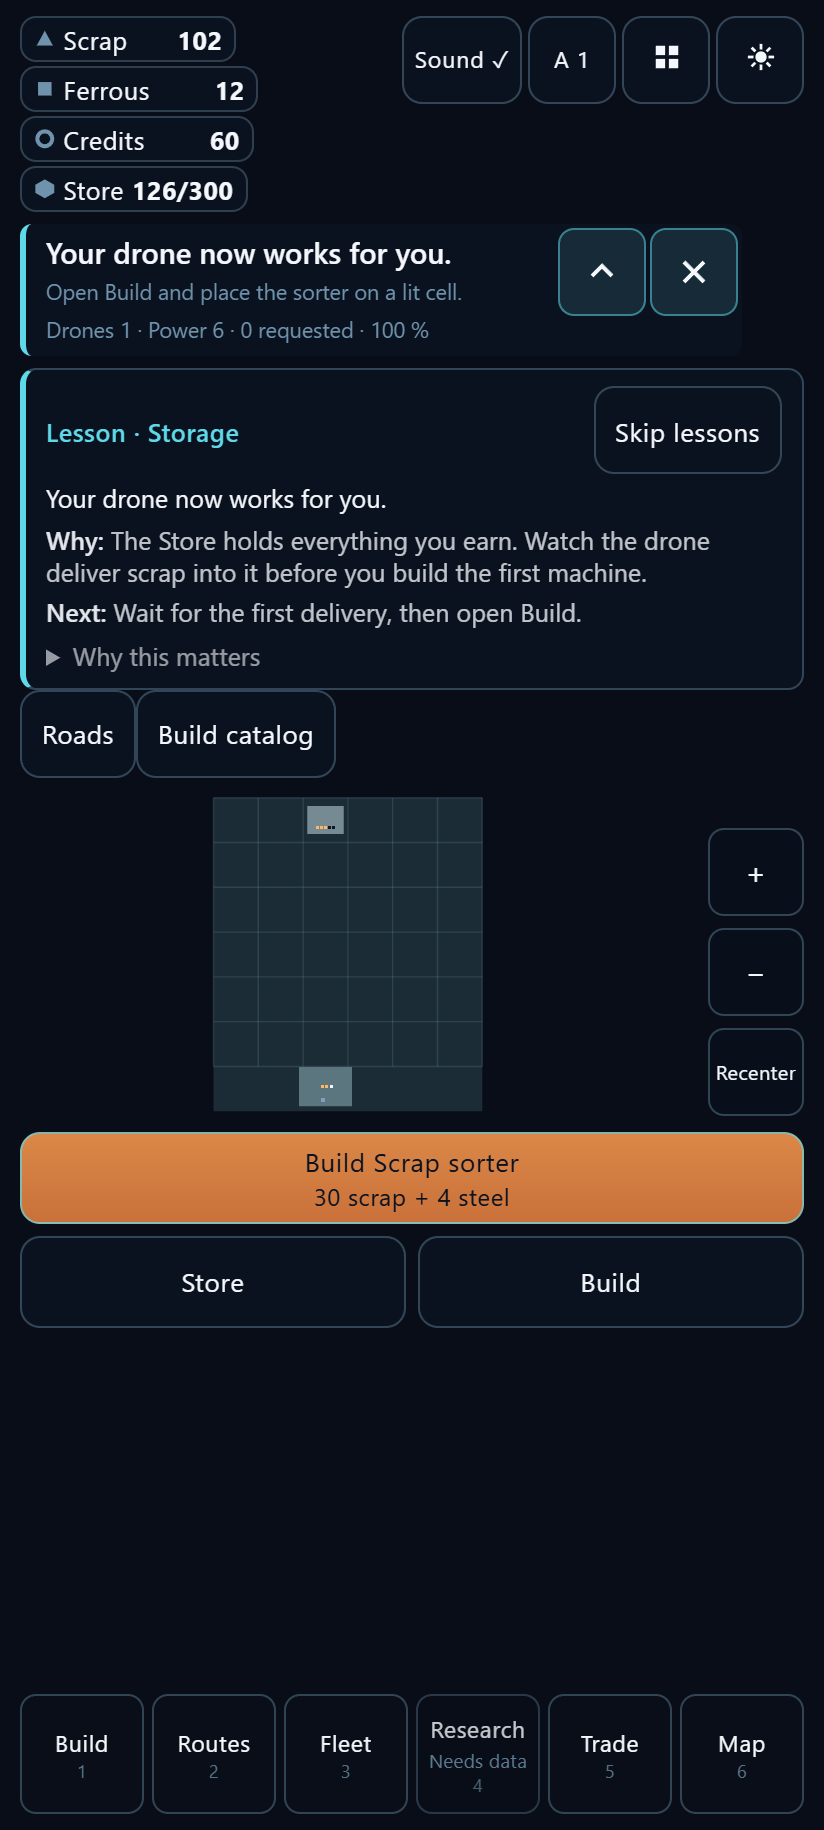 Scrap 102
Sound ✓
A 1
Ferrous 12
Credits 60
Store 126/300
Your drone now works for you.
Open Build and place the sorter on a lit cell.
Drones 1 · Power 6 · 0 requested · 100 %
Lesson · Storage
Skip lessons
Your drone now works for you.
Why: The Store holds everything you earn. Watch the drone
deliver scrap into it before you build the first machine.
Next: Wait for the first delivery, then open Build.
Why this matters
Roads
Build catalog
+
−
Recenter
Build Scrap sorter
30 scrap + 4 steel
Store
Build
Build
1
Routes
2
Fleet
3
Research
Needs data
4
Trade
5
Map
6